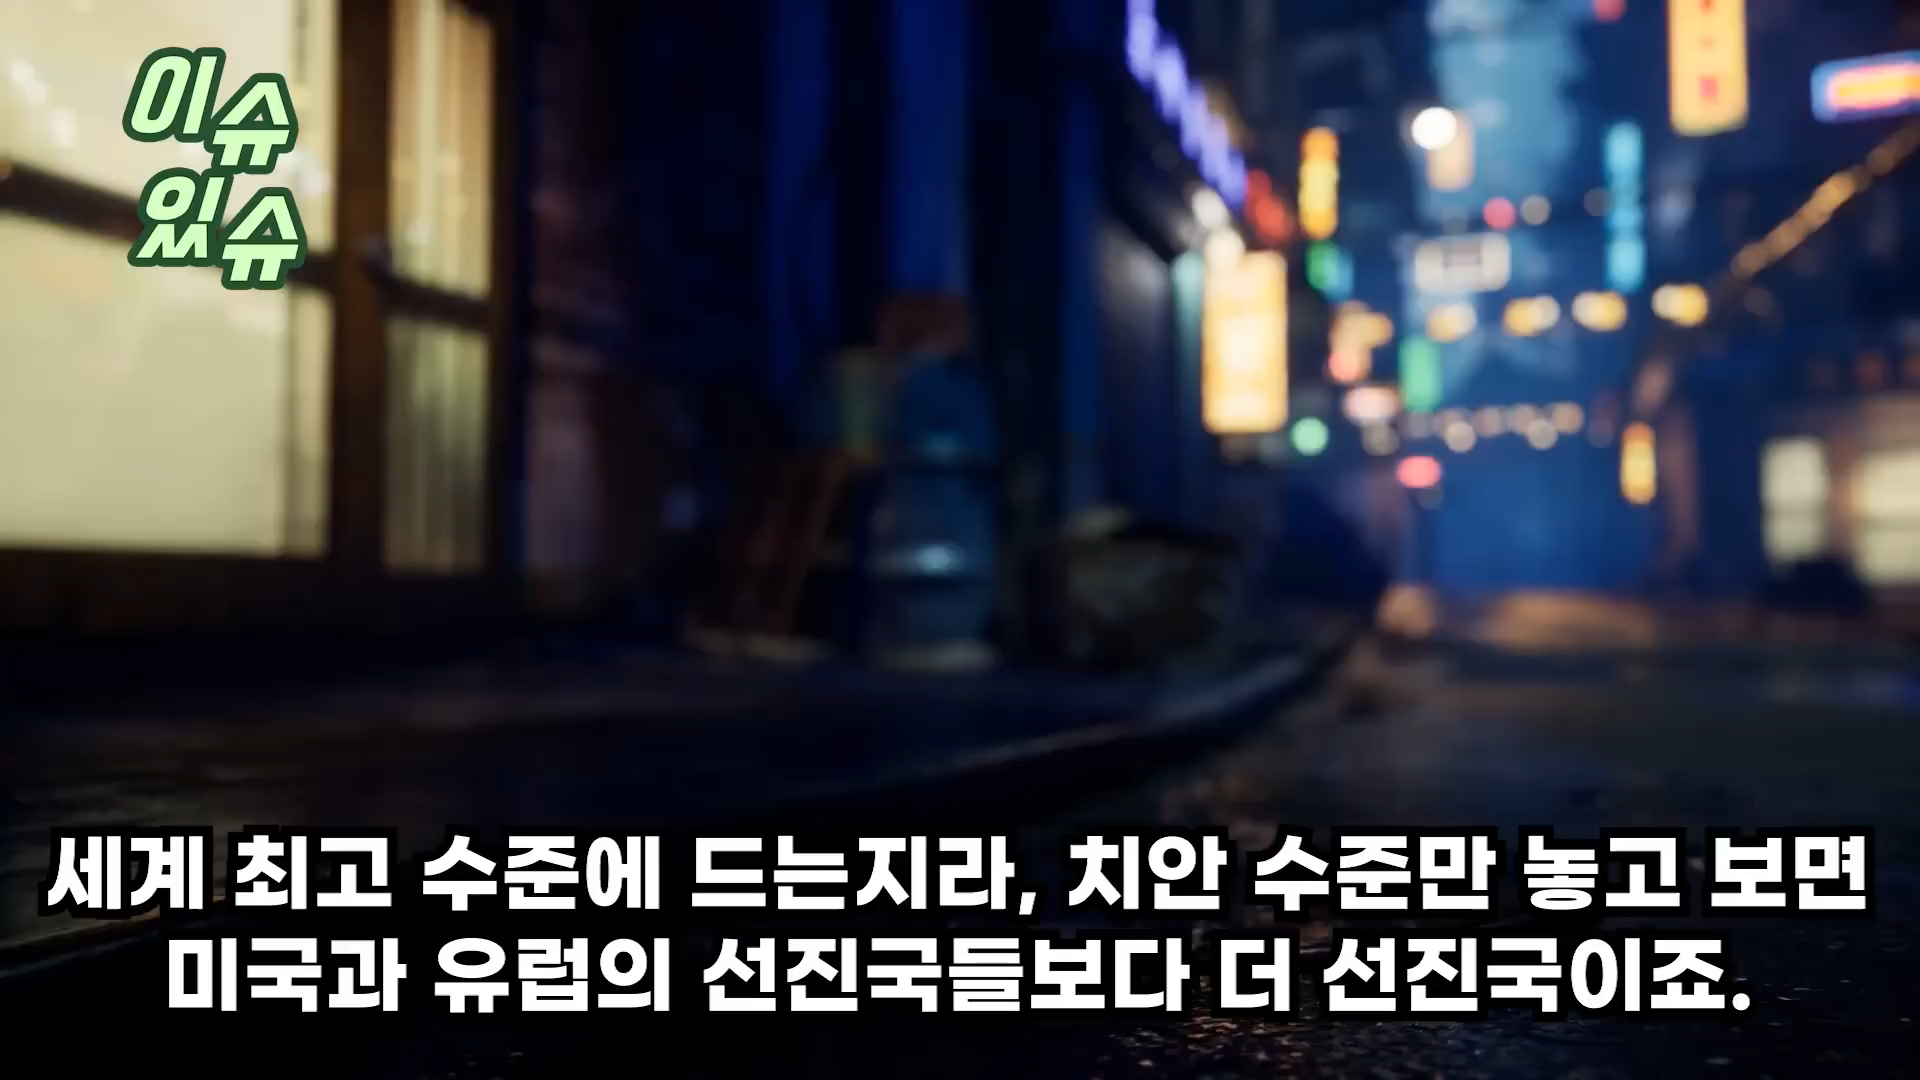 이슈
있슈
세계 최고 수준에 드는지라, 치안 수준만 놓고 보면
미국과 유럽의 선진국들보다 더 선진국이죠.